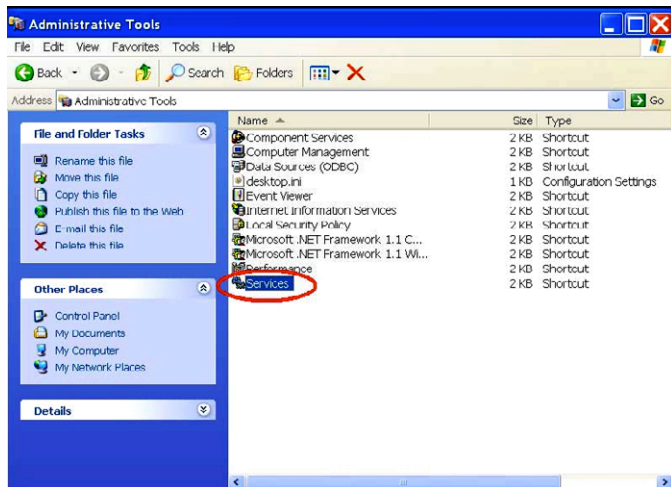 Administrative Tools
File Edit View Favorites Tools Help
Back Search Folders
Address Administrative Tools Go
File and Folder Tasks
Rename this file
Move this file
Copy this file
Publish this file to the Web
E-mail this file
Delete this file
Other Places
Control Panel
My Documents
My Computer
My Network Places
Details
Name Size Type
Component Services 2 KB Shortcut
Computer Management 2 KB Shortcut
Data Sources (ODBC) 2 KB Shortcut
desktop.ini 1 KB Configuration Settings
Event Viewer 2 KB Shortcut
Internet Information Services 2 KB Shortcut
Local Security Policy 2 KB Shortcut
Microsoft .NET Framework 1.1 C... 2 KB Shortcut
Microsoft .NET Framework 1.1 Wi... 2 KB Shortcut
Performance 2 KB Shortcut
Services 2 KB Shortcut